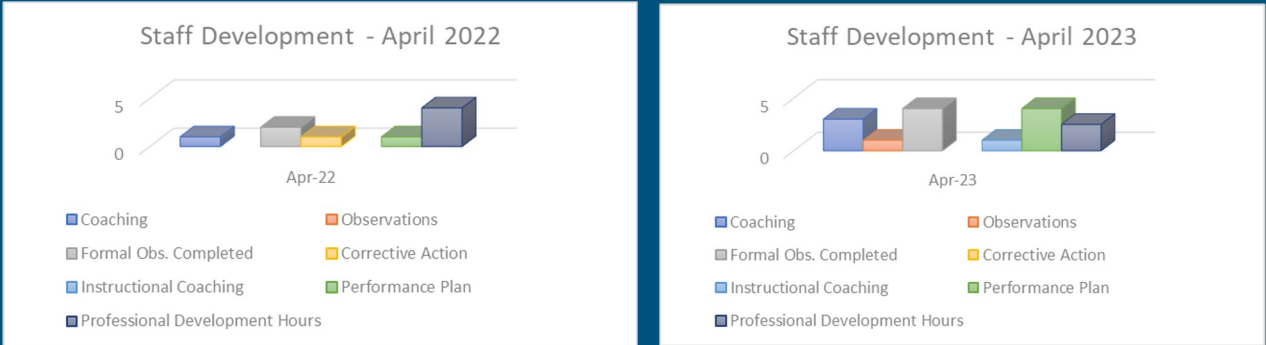 Staff Development - April 2022
5
0
Apr-22
Coaching
Observations
Formal Obs. Completed
Corrective Action
Instructional Coaching
Performance Plan
Professional Development Hours
Staff Development - April 2023
5
0
Apr-23
Coaching
Observations
Formal Obs. Completed
Corrective Action
Instructional Coaching
Performance Plan
Professional Development Hours